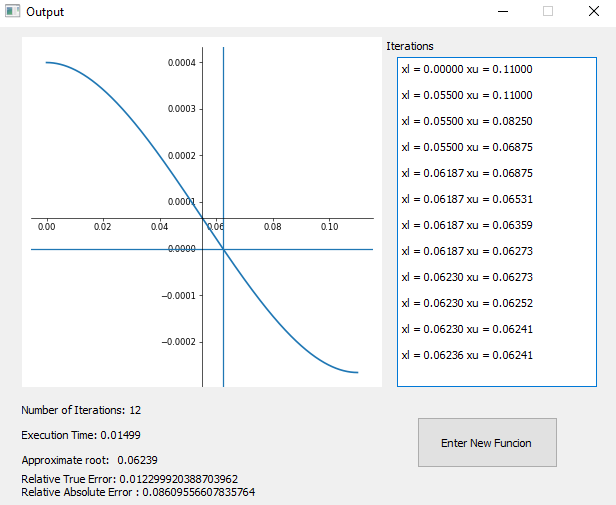 Output
Iterations
0.0004
0.0003
0.0002
0.0001
0.00
0.02
0.04
0.06
0.08
0.10
0.0000
−0.0001
−0.0002
xl = 0.00000 xu = 0.11000
xl = 0.05500 xu = 0.11000
xl = 0.05500 xu = 0.08250
xl = 0.05500 xu = 0.06875
xl = 0.06187 xu = 0.06875
xl = 0.06187 xu = 0.06531
xl = 0.06187 xu = 0.06359
xl = 0.06187 xu = 0.06273
xl = 0.06230 xu = 0.06273
xl = 0.06230 xu = 0.06252
xl = 0.06230 xu = 0.06241
xl = 0.06236 xu = 0.06241
Number of Iterations: 12
Execution Time: 0.01499
Approximate root: 0.06239
Relative True Error: 0.012299920388703962
Relative Absolute Error : 0.08609556607835764
Enter New Funcion